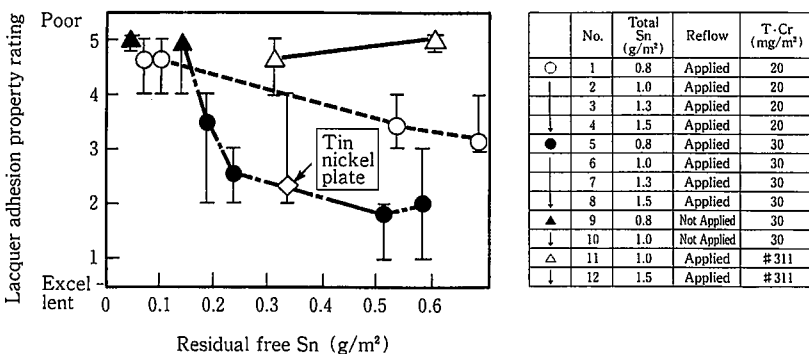 Poor
Lacquer adhesion property rating
5
4
3
2
1
Excel
lent
Tin
nickel
plate
0 0.1 0.2 0.3 0.4 0.5 0.6
Residual free Sn (g/m²)
No. Total Sn (g/m²) Reflow T·Cr (mg/m²)
○ 1 0.8 Applied 20
2 1.0 Applied 20
3 1.3 Applied 20
↓ 4 1.5 Applied 20
● 5 0.8 Applied 30
6 1.0 Applied 30
7 1.3 Applied 30
↓ 8 1.5 Applied 30
▲ 9 0.8 Not Applied 30
↓ 10 1.0 Not Applied 30
△ 11 1.0 Applied #311
↓ 12 1.5 Applied #311